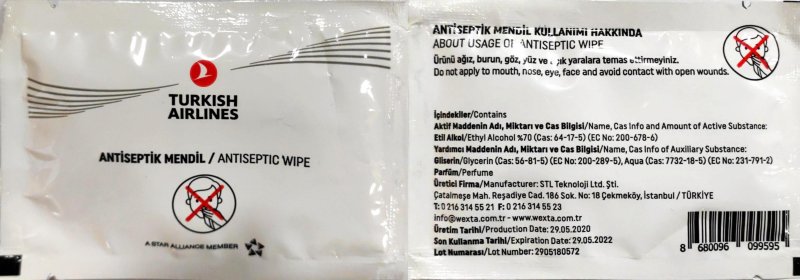 TURKISH
AIRLINES
ANTİSEPTİK MENDİL / ANTISEPTIC WIPE
A STAR ALLIANCE MEMBER
ANTİSEPTİK MENDİL KULLANIMI HAKKINDA
ABOUT USAGE OF ANTISEPTIC WIPE
Ürünü ağız, burun, göz, yüz ve açık yaralara temas ettirmeyiniz.
Do not apply to mouth, nose, eye, face and avoid contact with open wounds.
İçindekiler/Contains
Aktif Maddenin Adı, Miktarı ve Cas Bilgisi/Name, Cas Info and Amount of Active Substance:
Etil Alkol/Ethyl Alcohol %70 (Cas: 64-17-5) (EC No: 200-678-6)
Yardımcı Maddenin Adı, Miktarı ve Cas Bilgisi/Name, Cas Info of Auxiliary Substance:
Gliserin/Glycerin (Cas: 56-81-5) (EC No: 200-289-5), Aqua (Cas: 7732-18-5) (EC No: 231-791-2)
Parfüm/Perfume
Üretici Firma/Manufacturer: STL Teknoloji Ltd. Şti.
Çatalmeşe Mah. Reşadiye Cad. 186 Sok. No: 18 Çekmeköy, İstanbul / TÜRKİYE
T: 0 216 314 55 21 F: 0 216 314 55 23
info@wexta.com.tr - www.wexta.com.tr
Üretim Tarihi/Production Date: 29.05.2020
Son Kullanma Tarihi/Expiration Date: 29.05.2022
Lot Numarası/Lot Number: 2905180572
8 680096 099595